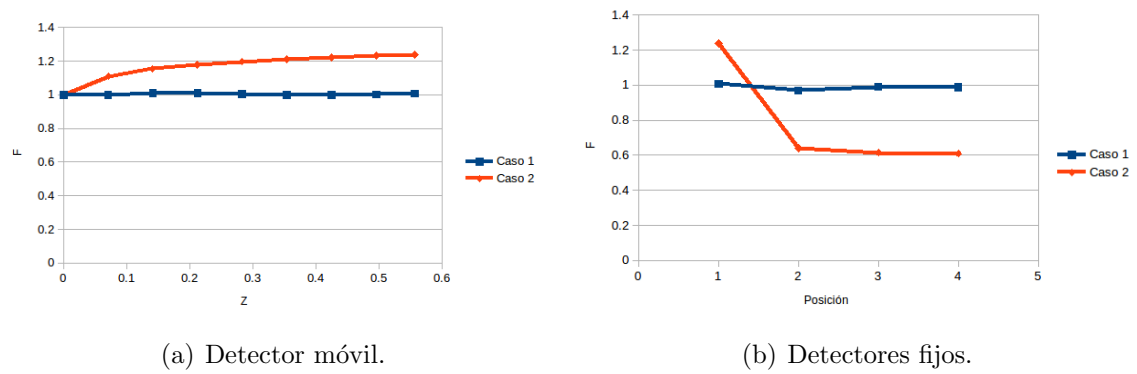 1.4
1.2
1
0.8
0.6
0.4
0.2
0
F
0 0.1 0.2 0.3 0.4 0.5 0.6
Z
Caso 1
Caso 2
(a) Detector móvil.
1.4
1.2
1
0.8
0.6
0.4
0.2
0
F
0 1 2 3 4 5
Posición
Caso 1
Caso 2
(b) Detectores fijos.